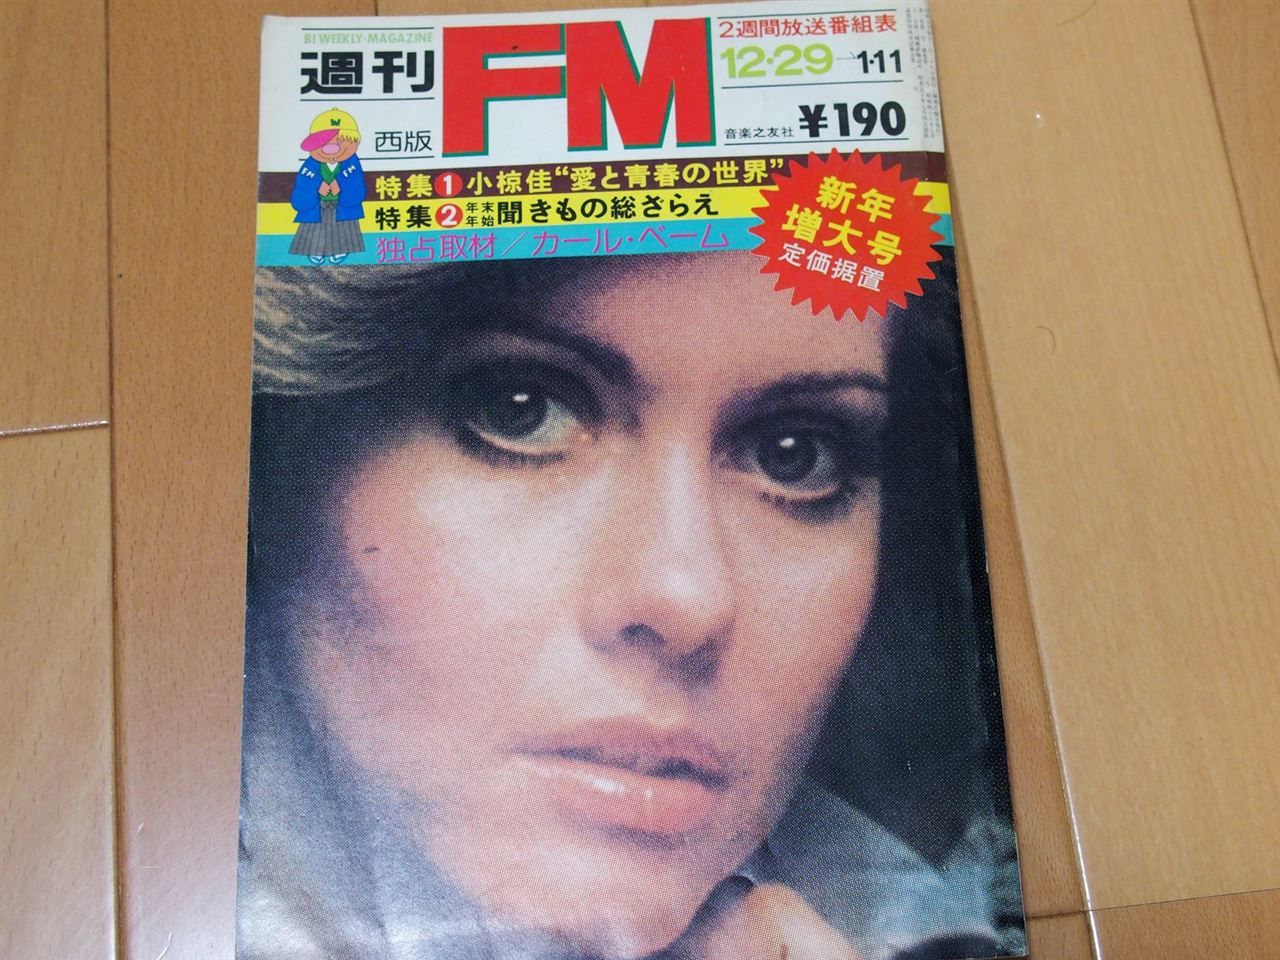 BI WEEKLY・MAGAZINE
週刊
FM
西版
2週間放送番組表
12・29→1・11
音楽之友社
¥190
W
FM FM
特集1小椋佳“愛と青春の世界”
特集2年末年始聞きもの総ざらえ
独占取材/カール・ベーム
新年
増大号
定価据置